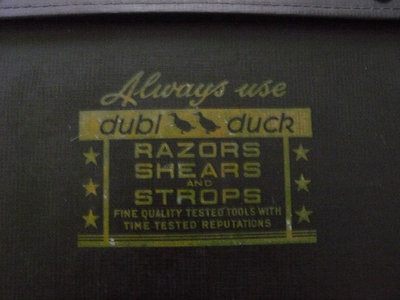 Always use
dubl duck
RAZORS
SHEARS
AND
STROPS
FINE QUALITY TESTED TOOLS WITH
TIME TESTED REPUTATIONS